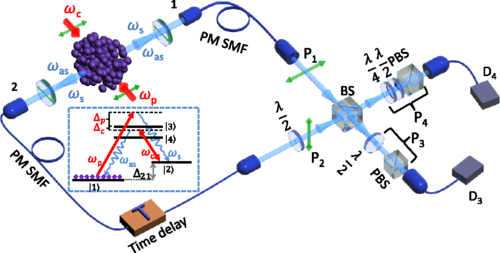 ω_c
1
ω_s
ω_as
PM SMF
2
ω_as
ω_s
ω_p
P_1
λ/4
λ/2
PBS
D_4
BS
P_4
λ/2
P_2
P_3
λ/2
PBS
D_3
Δ_p
Δ_c
|3⟩
|4⟩
ω_p
ω_as
ω_c
ω_s
|2⟩
Δ_21
|1⟩
PM SMF
T
Time delay